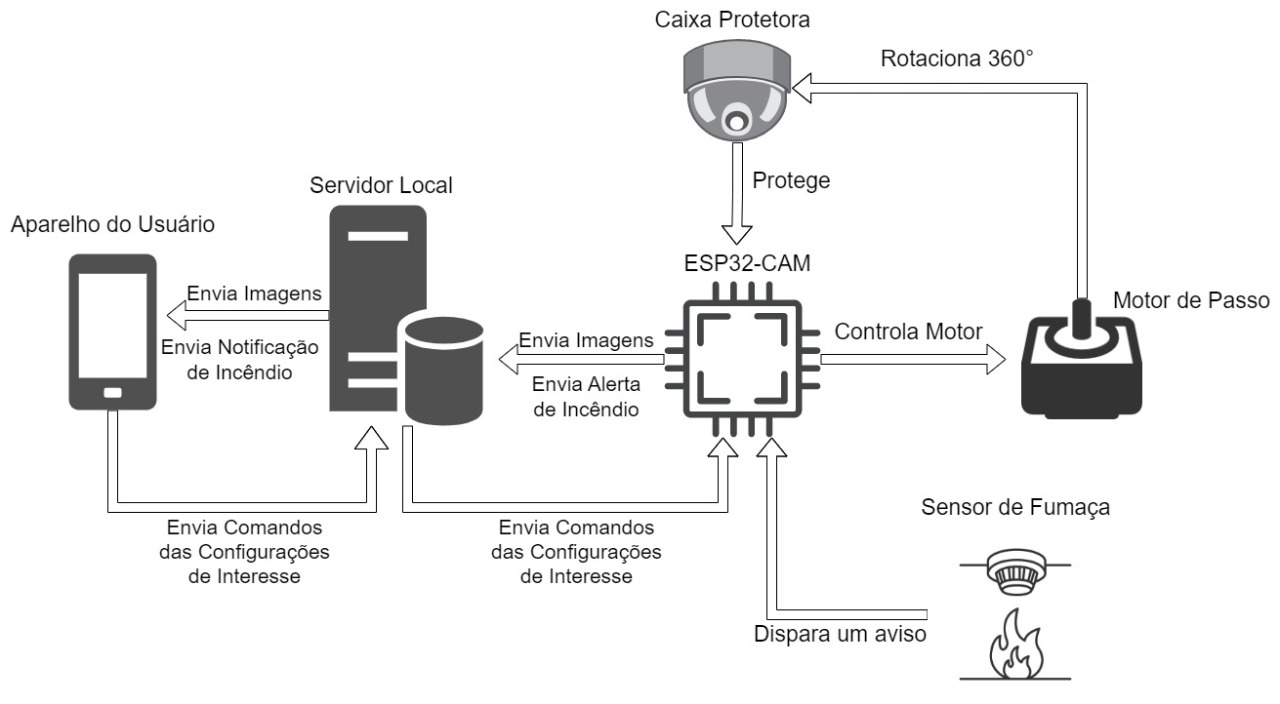 Caixa Protetora
Rotaciona 360°
Protege
Servidor Local
Aparelho do Usuário
ESP32-CAM
Motor de Passo
Envia Imagens
Envia Notificação
de Incêndio
Envia Imagens
Envia Alerta
de Incêndio
Controla Motor
Sensor de Fumaça
Envia Comandos
das Configurações
de Interesse
Envia Comandos
das Configurações
de Interesse
Dispara um aviso